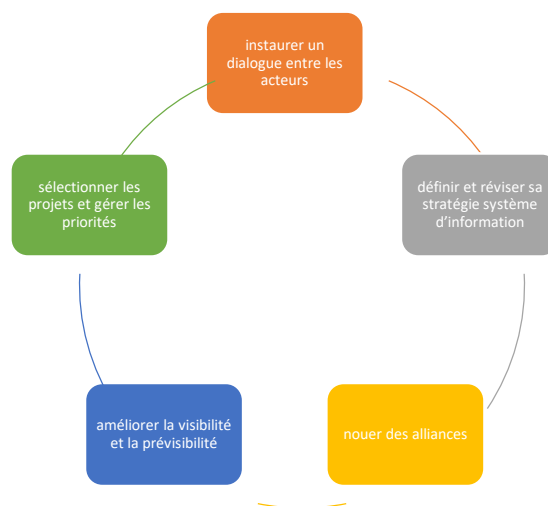 instaurer un
dialogue entre les
acteurs
définir et réviser sa
stratégie système
d'information
nouer des alliances
améliorer la visibilité
et la prévisibilité
sélectionner les
projets et gérer les
priorités